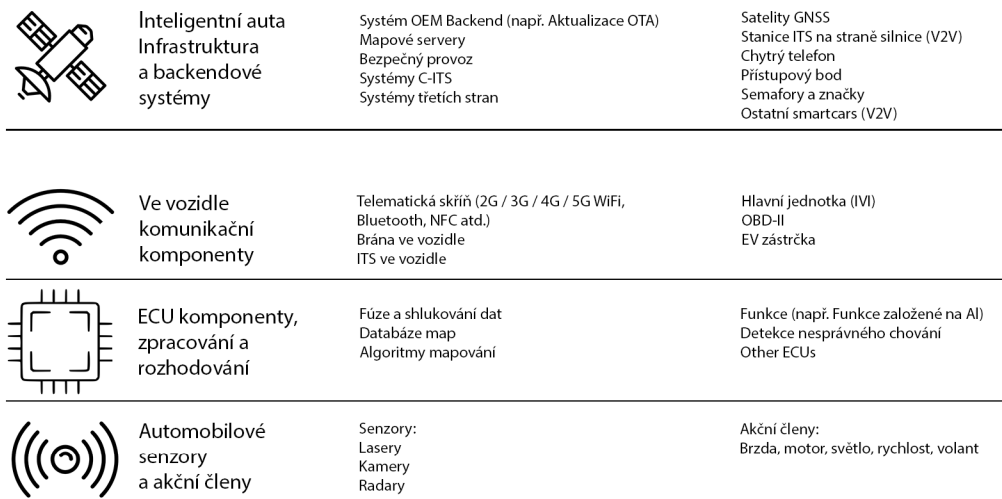 Inteligentní auta
Infrastruktura
a backendové
systémy
Systém OEM Backend (např. Aktualizace OTA)
Mapové servery
Bezpečný provoz
Systémy C-ITS
Systémy třetích stran
Satelity GNSS
Stanice ITS na straně silnice (V2V)
Chytrý telefon
Přístupový bod
Semafory a značky
Ostatní smartcars (V2V)
Ve vozidle
komunikační
komponenty
Telematická skříň (2G / 3G / 4G / 5G WiFi,
Bluetooth, NFC atd.)
Brána ve vozidle
ITS ve vozidle
Hlavní jednotka (IVI)
OBD-II
EV zástrčka
ECU komponenty,
zpracování a
rozhodování
Fúze a shlukování dat
Databáze map
Algoritmy mapování
Funkce (např. Funkce založené na Al)
Detekce nesprávného chování
Other ECUs
Automobilové
senzory
a akční členy
Senzory:
Lasery
Kamery
Radary
Akční členy:
Brzda, motor, světlo, rychlost, volant